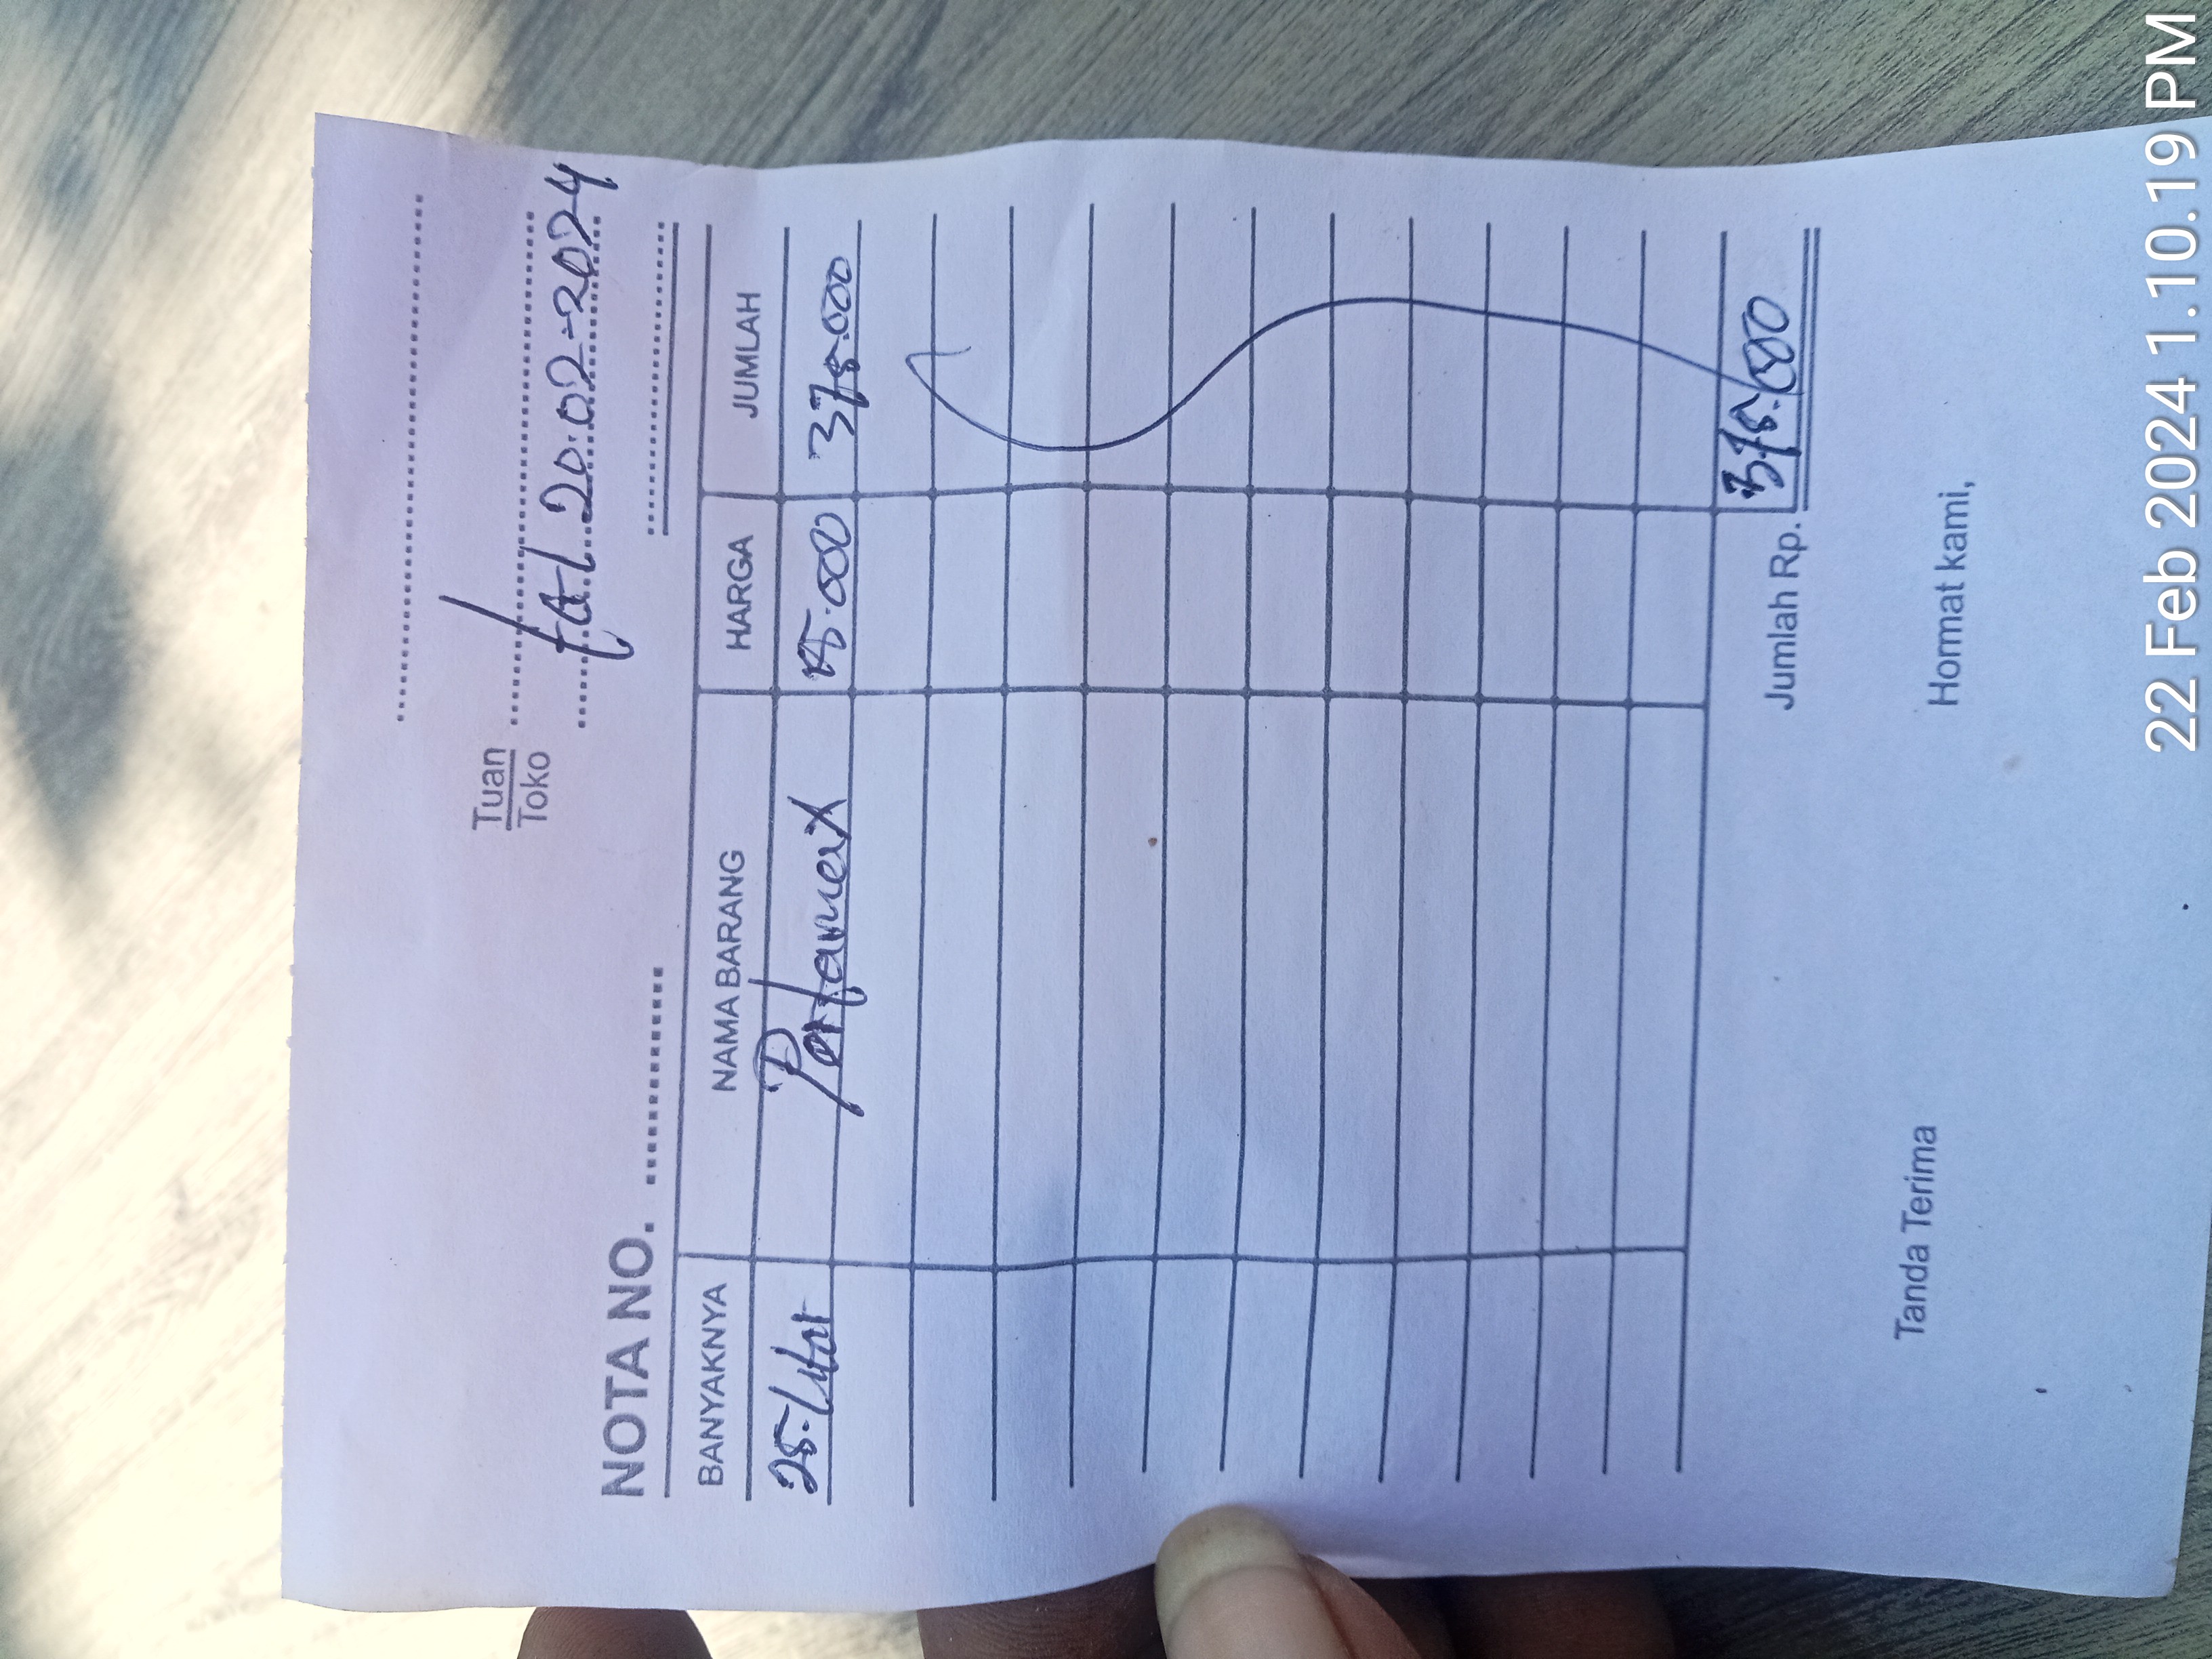 Tuan
Toko
tgl 20.02-2024
NOTA NO.
BANYAKNYA NAMA BARANG HARGA JUMLAH
25.Liter Pertamex 15.000 375.000
Jumlah Rp. 375.000
Tanda Terima Hormat kami,
22 Feb 2024 1.10.19 PM